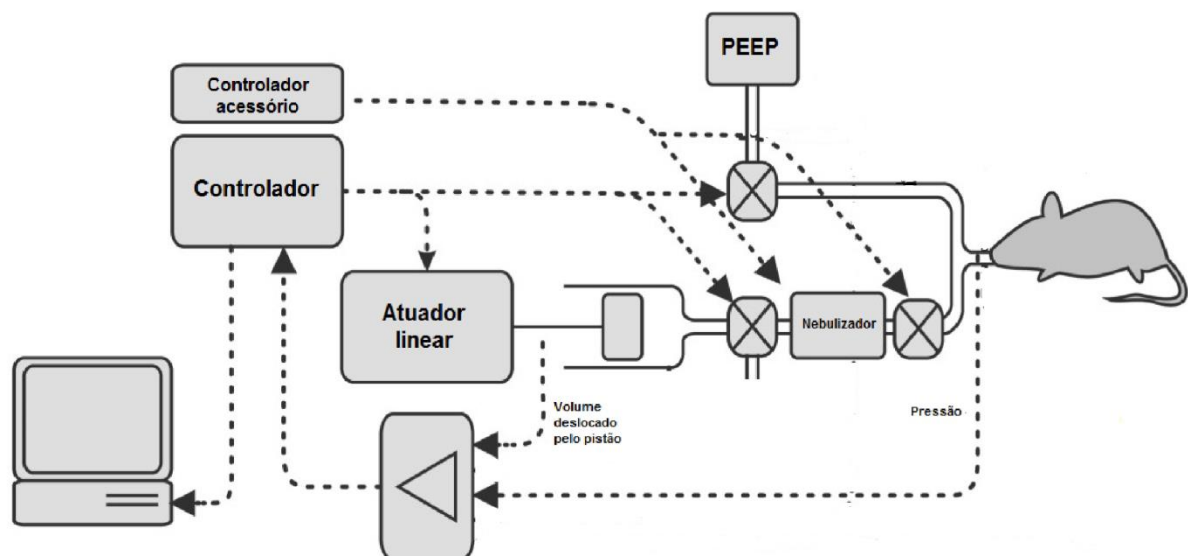 PEEP
Controlador
acessório
Controlador
Atuador
linear
Nebulizador
Volume
deslocado
pelo pistão
Pressão